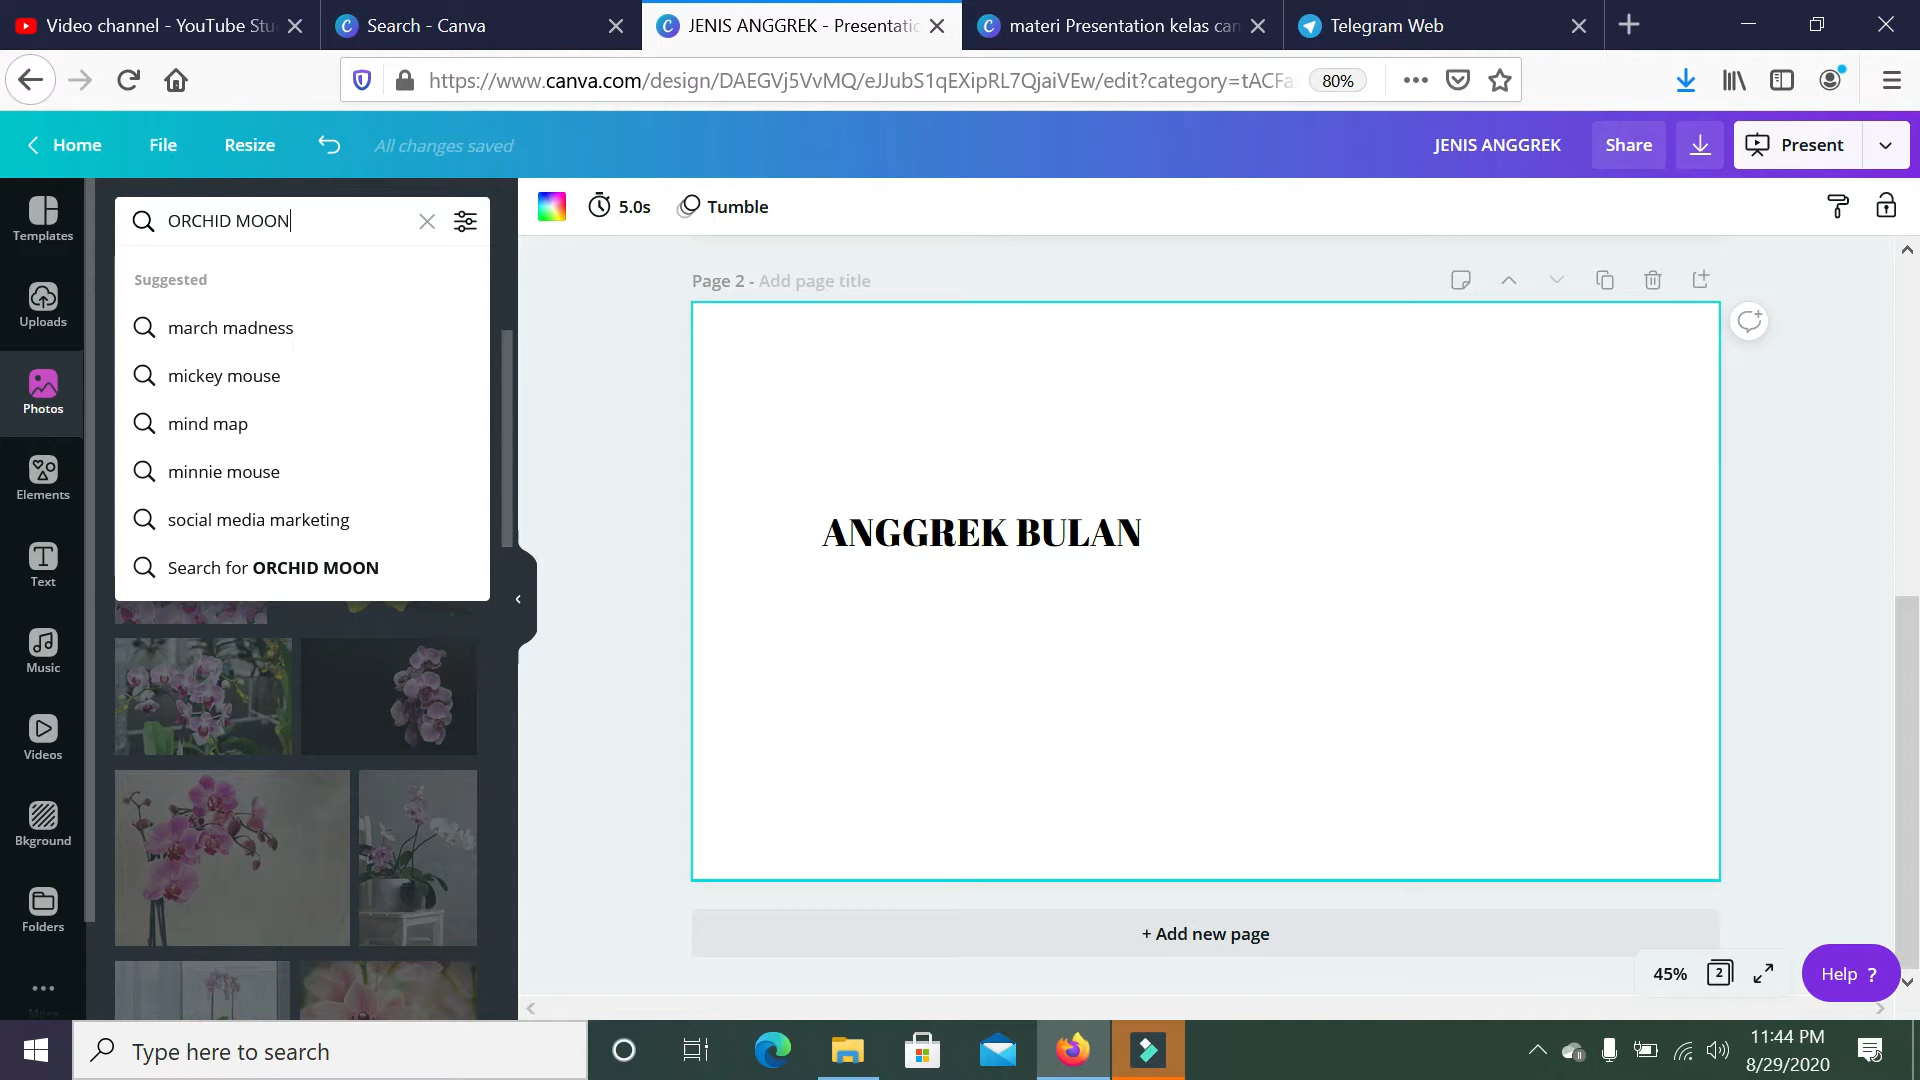 Video channel - YouTube Stu
Search - Canva
JENIS ANGGREK - Presentatio
materi Presentation kelas can
Telegram Web
https://www.canva.com/design/DAEGVj5VvMQ/eJJubS1qEXipRL7QjaiVEw/edit?category=tACFa
80%
Home
File
Resize
All changes saved
JENIS ANGGREK
Share
Present
Templates
Uploads
Photos
Elements
Text
Music
Videos
Bkground
Folders
More
ORCHID MOON
Suggested
march madness
mickey mouse
mind map
minnie mouse
social media marketing
Search for ORCHID MOON
5.0s
Tumble
Page 2 - Add page title
ANGGREK BULAN
+ Add new page
45%
2
Help ?
Type here to search
11:44 PM
8/29/2020